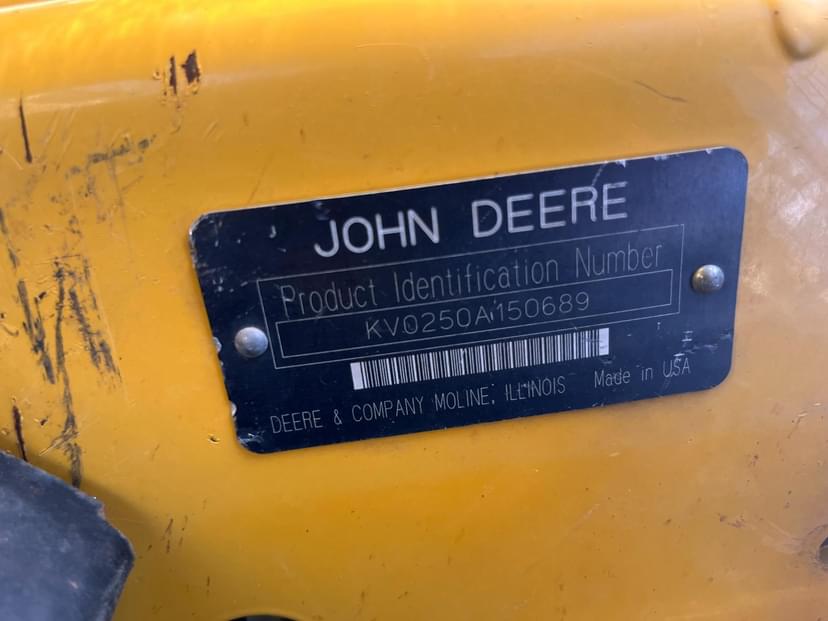 JOHN DEERE
Product Identification Number
KV0250A150689
DEERE & COMPANY MOLINE, ILLINOIS Made in USA